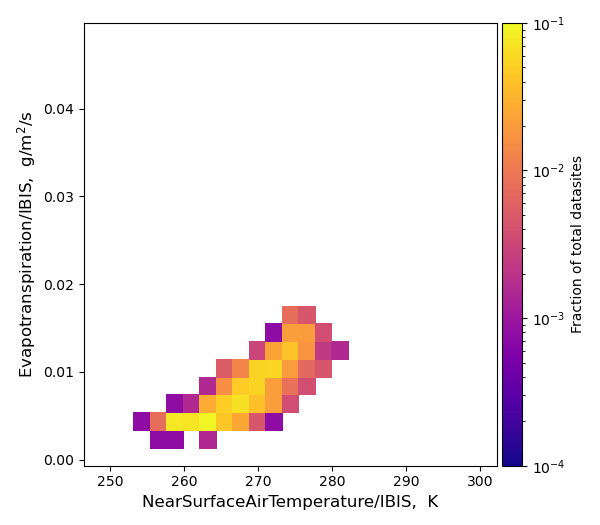 Evapotranspiration/IBIS, g/m²/s
0.04
0.03
0.02
0.01
0.00
250 260 270 280 290 300
NearSurfaceAirTemperature/IBIS, K
10⁻¹
10⁻²
10⁻³
10⁻⁴
Fraction of total datasites